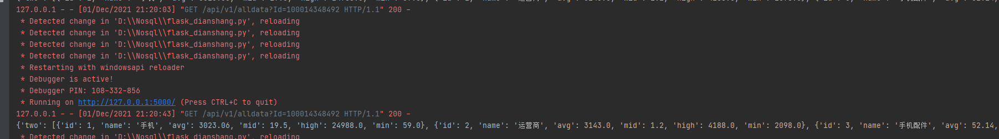 127.0.0.1 - - [01/Dec/2021 21:20:03] "GET /api/v1/alldata?Id=100014348492 HTTP/1.1" 200 -
* Detected change in 'D:\\Nosql\\flask_dianshang.py', reloading
* Detected change in 'D:\\Nosql\\flask_dianshang.py', reloading
* Detected change in 'D:\\Nosql\\flask_dianshang.py', reloading
* Detected change in 'D:\\Nosql\\flask_dianshang.py', reloading
* Restarting with windowsapi reloader
* Debugger is active!
* Debugger PIN: 108-332-856
* Running on http://127.0.0.1:5000/ (Press CTRL+C to quit)
127.0.0.1 - - [01/Dec/2021 21:20:43] "GET /api/v1/alldata?Id=100014348492 HTTP/1.1" 200 -
{'two': [{'id': 1, 'name': '手机', 'avg': 3023.06, 'mid': 19.5, 'high': 24988.0, 'min': 59.0}, {'id': 2, 'name': '运营商', 'avg': 3143.0, 'mid': 1.2, 'high': 4188.0, 'min': 2098.0}, {'id': 3, 'name': '手机配件', 'avg': 52.14,
* Detected change in 'D:\\Nosql\\flask_dianshang.py', reloading